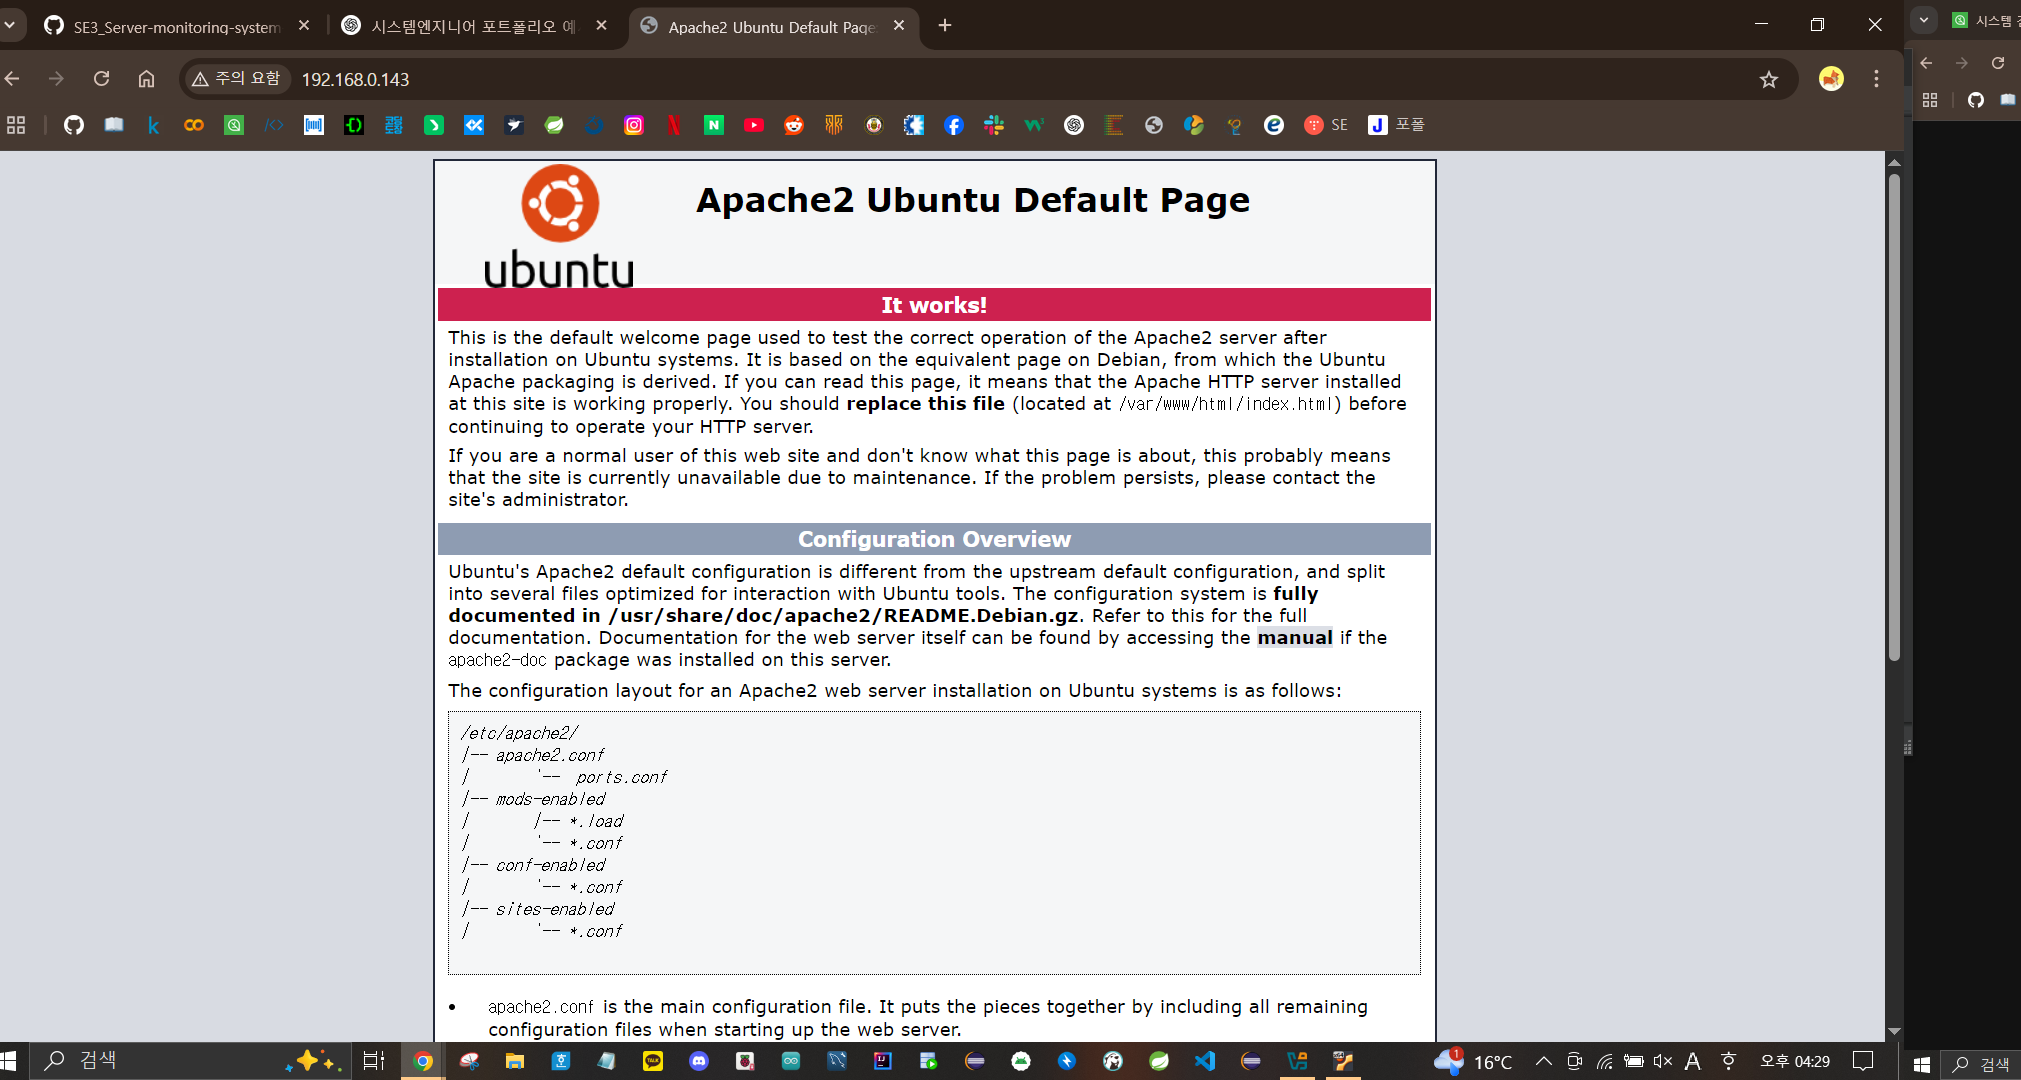 SE3_Server-monitoring-system
시스템엔지니어 포트폴리오 예
Apache2 Ubuntu Default Page
시스템
주의 요함
192.168.0.143
SE
포폴
ubuntu
Apache2 Ubuntu Default Page
It works!
This is the default welcome page used to test the correct operation of the Apache2 server after
installation on Ubuntu systems. It is based on the equivalent page on Debian, from which the Ubuntu
Apache packaging is derived. If you can read this page, it means that the Apache HTTP server installed
at this site is working properly. You should replace this file (located at /var/www/html/index.html) before
continuing to operate your HTTP server.
If you are a normal user of this web site and don't know what this page is about, this probably means
that the site is currently unavailable due to maintenance. If the problem persists, please contact the
site's administrator.
Configuration Overview
Ubuntu's Apache2 default configuration is different from the upstream default configuration, and split
into several files optimized for interaction with Ubuntu tools. The configuration system is fully
documented in /usr/share/doc/apache2/README.Debian.gz. Refer to this for the full
documentation. Documentation for the web server itself can be found by accessing the manual if the
apache2-doc package was installed on this server.
The configuration layout for an Apache2 web server installation on Ubuntu systems is as follows:
/etc/apache2/
|-- apache2.conf
|       `--  ports.conf
|-- mods-enabled
|       |-- *.load
|       `-- *.conf
|-- conf-enabled
|       `-- *.conf
|-- sites-enabled
|       `-- *.conf
• apache2.conf is the main configuration file. It puts the pieces together by including all remaining
configuration files when starting up the web server.
검색
1
16°C
A
오후 04:29
검색